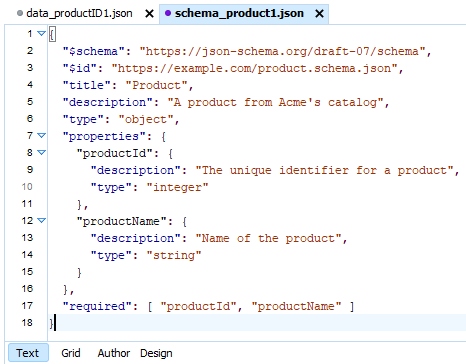 data_productID1.json schema_product1.json
1 {
2 "$schema": "https://json-schema.org/draft-07/schema",
3 "$id": "https://example.com/product.schema.json",
4 "title": "Product",
5 "description": "A product from Acme's catalog",
6 "type": "object",
7 "properties": {
8 "productId": {
9 "description": "The unique identifier for a product",
10 "type": "integer"
11 },
12 "productName": {
13 "description": "Name of the product",
14 "type": "string"
15 }
16 },
17 "required": [ "productId", "productName" ]
18 }
Text Grid Author Design